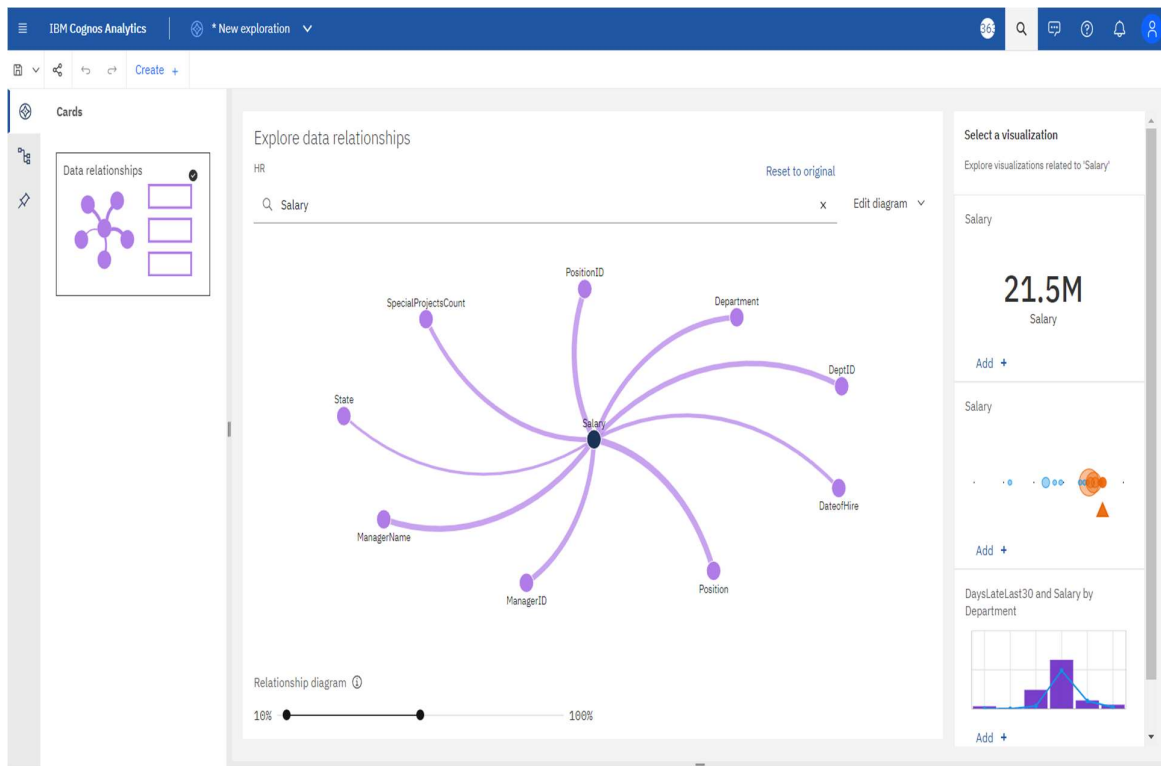 IBM Cognos Analytics
* New exploration
363
Create +
Cards
Data relationships
Explore data relationships
HR
Reset to original
Salary
x
Edit diagram
PositionID
SpecialProjectsCount
Department
DeptID
State
Salary
DateofHire
ManagerName
ManagerID
Position
Relationship diagram
10%
100%
Select a visualization
Explore visualizations related to 'Salary'
Salary
21.5M
Salary
Add +
Salary
Add +
DaysLateLast30 and Salary by
Department
Add +